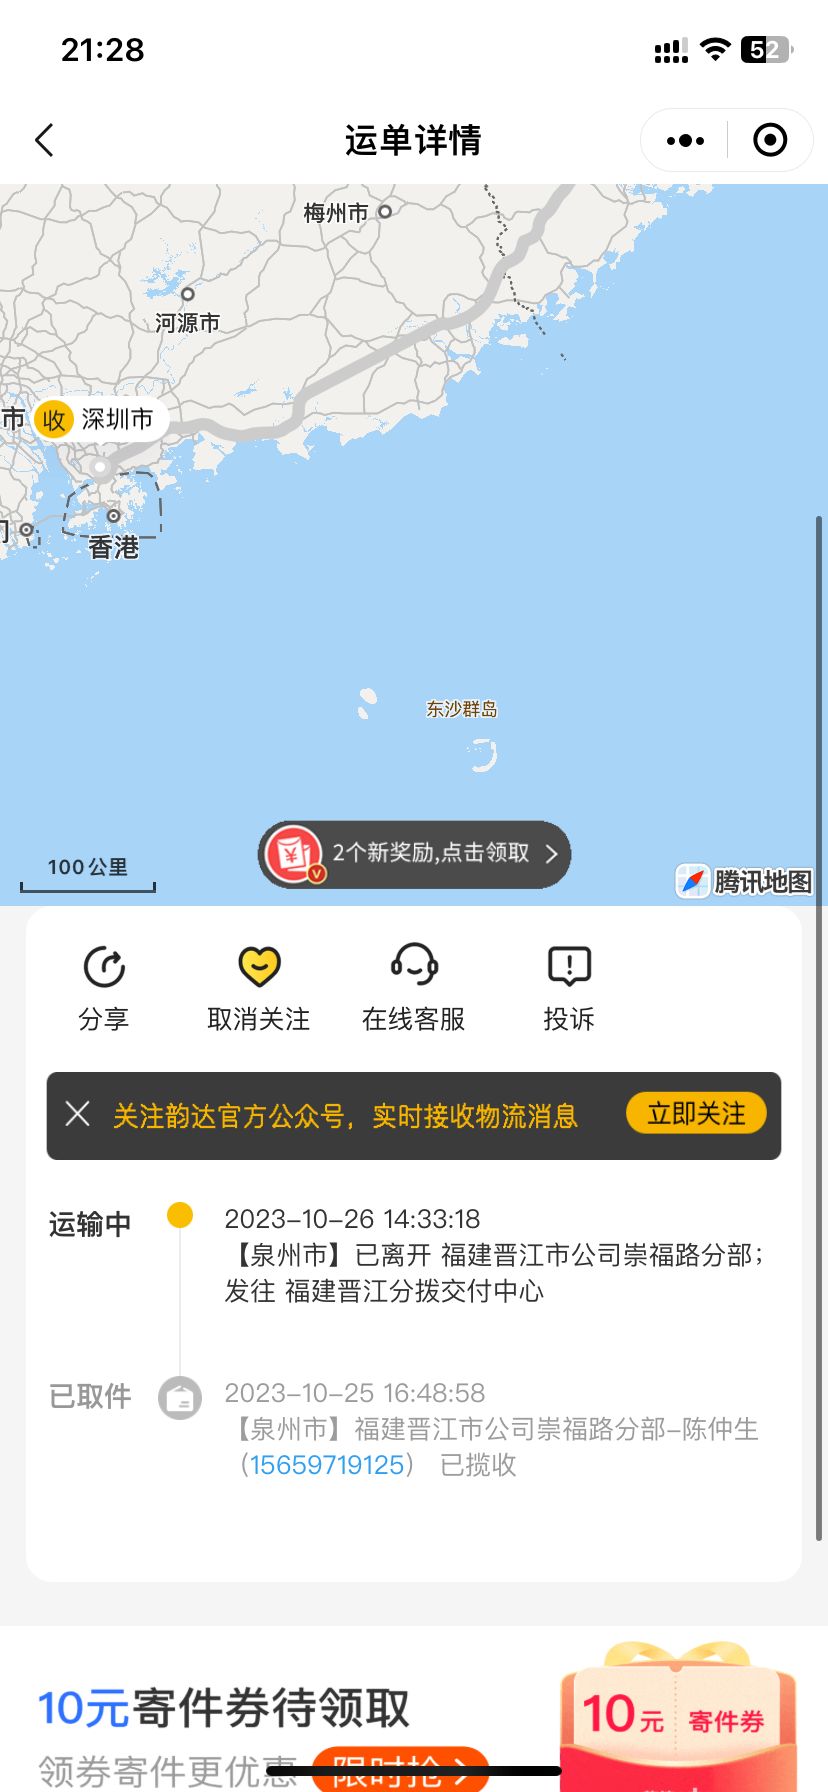 21:28
52
运单详情
梅州市
河源市
市
收 深圳市
香港
东沙群岛
2个新奖励,点击领取
100公里
腾讯地图
分享
取消关注
在线客服
投诉
关注韵达官方公众号，实时接收物流消息
立即关注
运输中
2023-10-26 14:33:18
【泉州市】已离开 福建晋江市公司崇福路分部；
发往 福建晋江分拨交付中心
已取件
2023-10-25 16:48:58
【泉州市】福建晋江市公司崇福路分部-陈仲生
（15659719125） 已揽收
10元寄件券待领取
10元 寄件券
领券寄件更优惠
限时抢